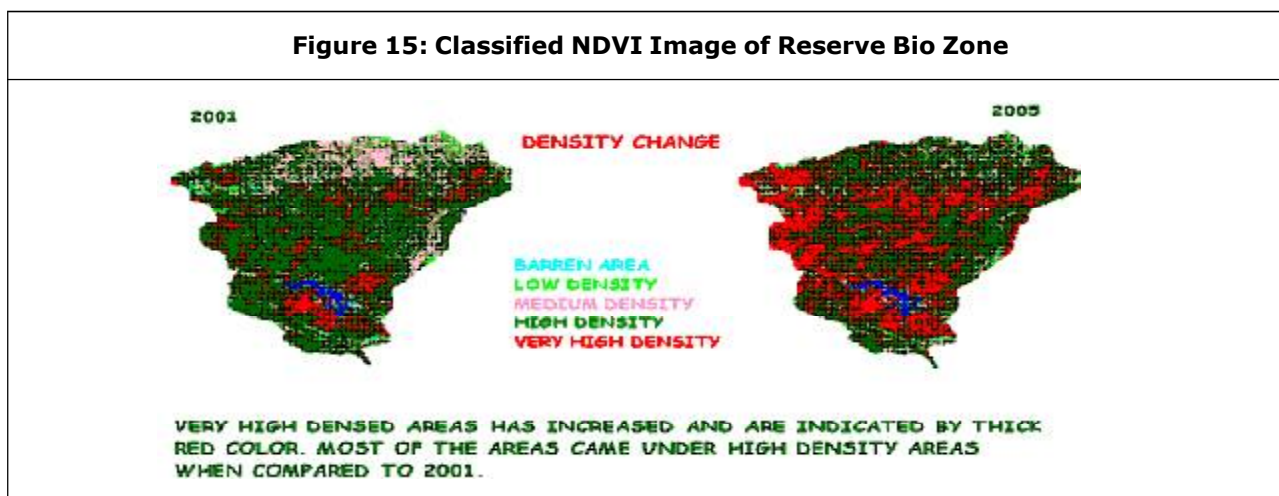 Figure 15: Classified NDVI Image of Reserve Bio Zone
2001
2005
DENSITY CHANGE
BARREN AREA
LOW DENSITY
MEDIUM DENSITY
HIGH DENSITY
VERY HIGH DENSITY
VERY HIGH DENSED AREAS HAS INCREASED AND ARE INDICATED BY THICK
RED COLOR. MOST OF THE AREAS CAME UNDER HIGH DENSITY AREAS
WHEN COMPARED TO 2001.